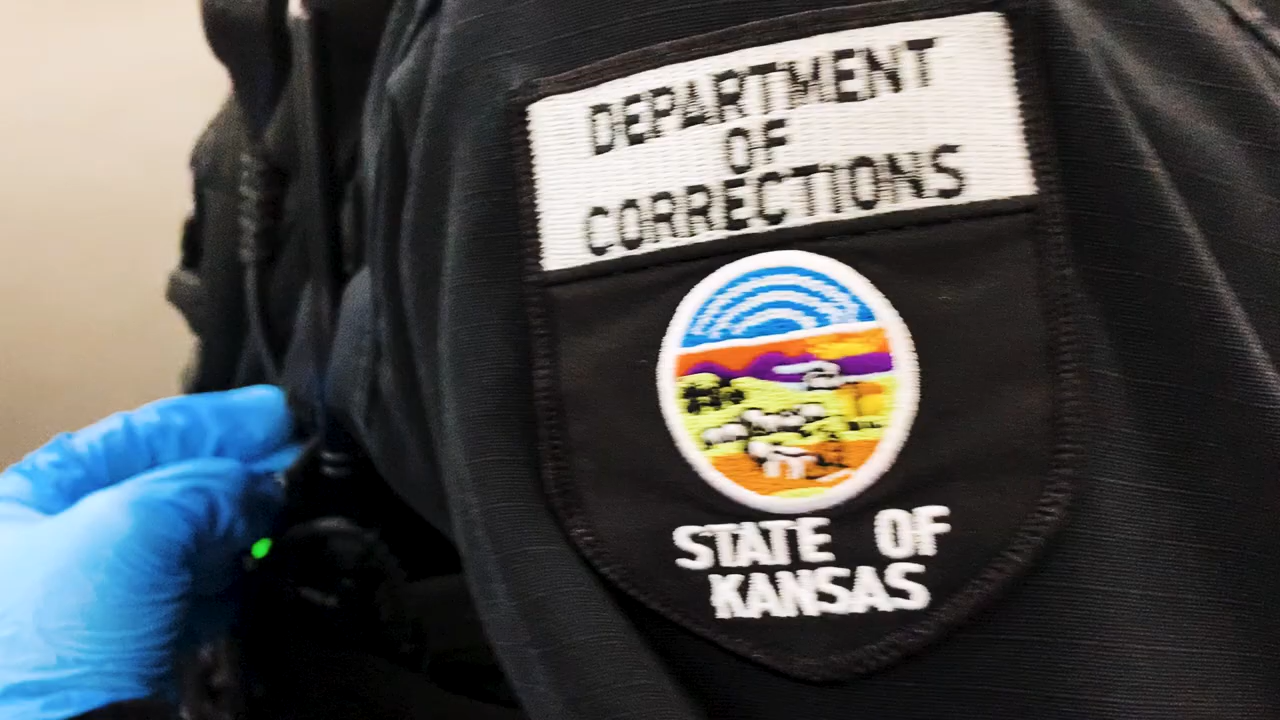 DEPARTMENT
OF
CORRECTIONS
STATE OF
KANSAS